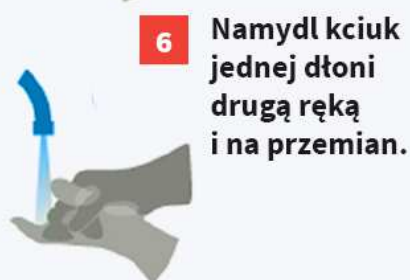 6
Namydl kciuk
jednej dłoni
drugą ręką
i na przemian.